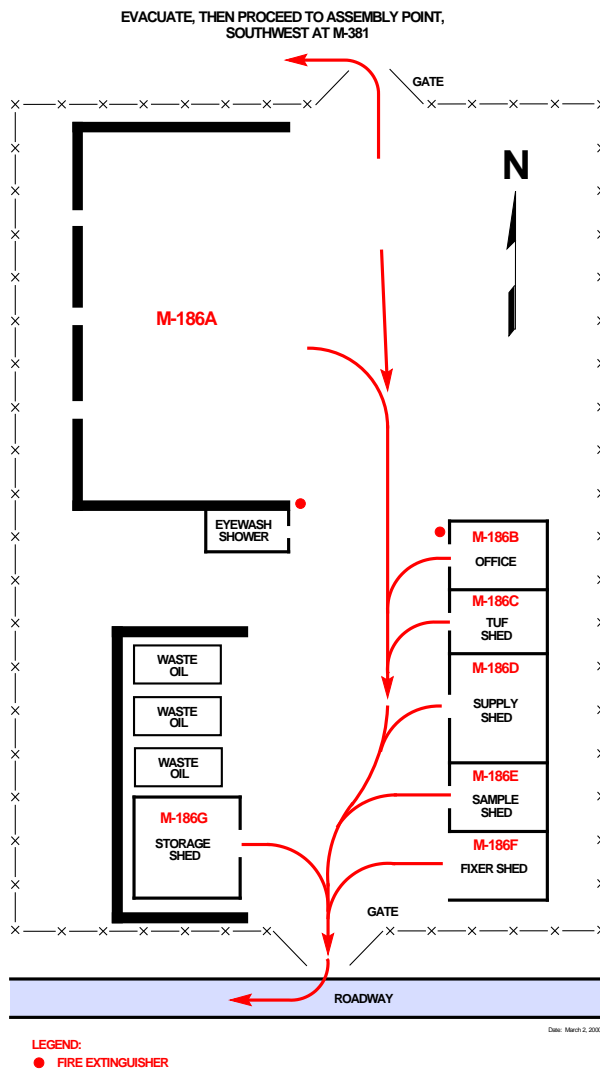 EVACUATE, THEN PROCEED TO ASSEMBLY POINT,
SOUTHWEST AT M-381
GATE
N
M-186A
EYEWASH
SHOWER
M-186B
OFFICE
M-186C
TUF
SHED
M-186D
SUPPLY
SHED
WASTE
OIL
WASTE
OIL
WASTE
OIL
M-186E
SAMPLE
SHED
M-186G
STORAGE
SHED
M-186F
FIXER SHED
GATE
ROADWAY
Date: March 2, 2000
LEGEND:
FIRE EXTINGUISHER